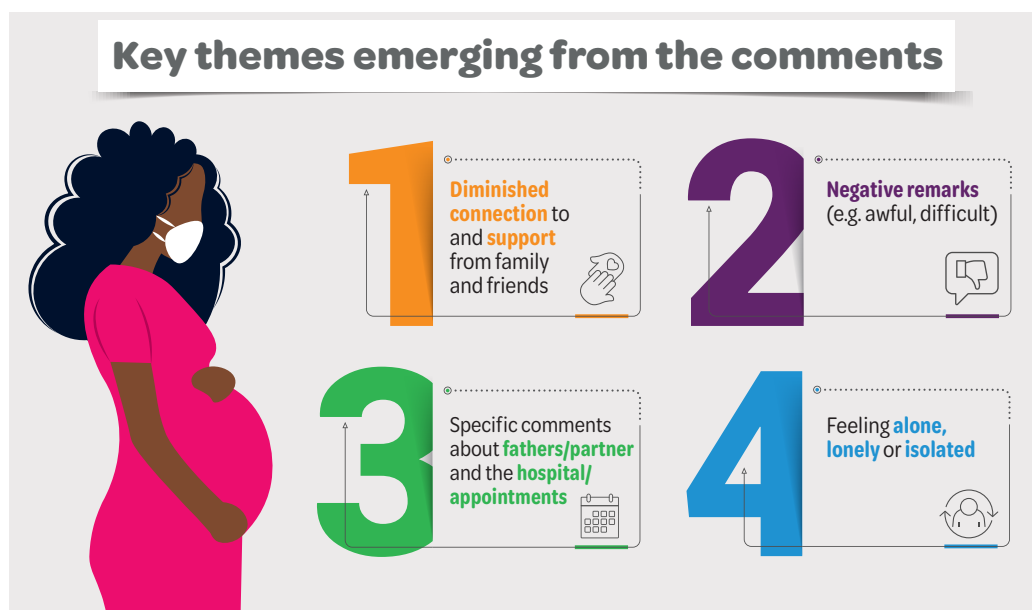 Key themes emerging from the comments
1
Diminished
connection to
and support
from family
and friends
2
Negative remarks
(e.g. awful, difficult)
3
Specific comments
about fathers/partner
and the hospital/
appointments
4
Feeling alone,
lonely or isolated